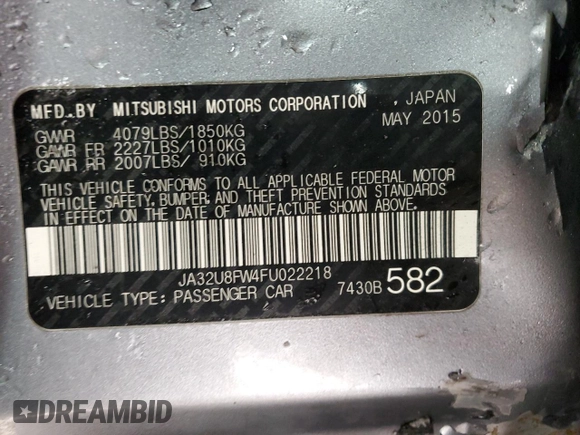 MFD. BY MITSUBISHI MOTORS CORPORATION , JAPAN
MAY 2015
GVWR 4079LBS/1850KG
GAWR FR 2227LBS/1010KG
GAWR RR 2007LBS/ 910KG
THIS VEHICLE CONFORMS TO ALL APPLICABLE FEDERAL MOTOR
VEHICLE SAFETY, BUMPER, AND THEFT PREVENTION STANDARDS
IN EFFECT ON THE DATE OF MANUFACTURE SHOWN ABOVE.
JA32U8FW4FU022218
VEHICLE TYPE: PASSENGER CAR 7430B 582
DREAMBID